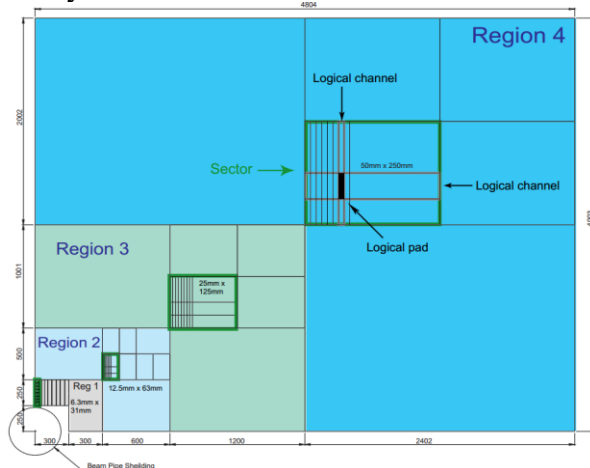 4804
Region 4
Logical channel
2002
50mm x 250mm
Sector
Logical channel
Logical pad
Region 3
1001
25mm x
125mm
Region 2
500
Reg 1
12.5mm x 63mm
250
6.3mm x
31mm
250
300
300
600
1200
2402
Beam Pipe Sheilding